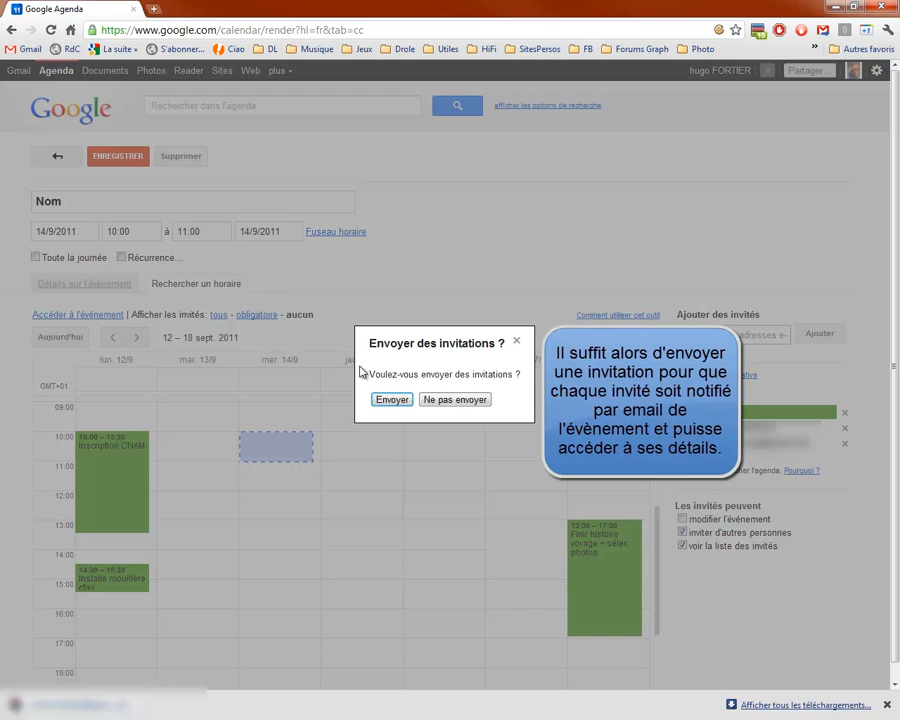 11 Google Agenda
https://www.google.com/calendar/render?hl=fr&tab=cc
Gmail RdC La suite » S'abonner... Ciao DL Musique Jeux Drole Utiles HiFi SitesPersos FB Forums Graph Photo » Autres favoris
Gmail Agenda Documents Photos Reader Sites Web plus hugo FORTIER Partager...
Google
Rechercher dans l'agenda
afficher les options de recherche
ENREGISTRER
Supprimer
Nom
14/9/2011 10:00 à 11:00 14/9/2011 Fuseau horaire
Toute la journée Récurrence...
Détails sur l'événement Rechercher un horaire
Accéder à l'événement | Afficher les invités: tous - obligatoire - aucun
Comment utiliser cet outil
Aujourd'hui 12 – 18 sept. 2011
lun. 12/9 mar. 13/9 mer. 14/9
GMT+01
09:00
10:00
11:00
12:00
13:00
14:00
15:00
16:00
17:00
18:00
10:00 – 13:30
Inscription CNAM
14:30 – 15:30
Installe mouillère
cfas
13:00 – 17:00
Finir histoire
voyage + sélec
photos
Envoyer des invitations ?
Voulez-vous envoyer des invitations ?
Envoyer Ne pas envoyer
Il suffit alors d'envoyer
une invitation pour que
chaque invité soit notifié
par email de
l'évènement et puisse
accéder à ses détails.
Ajouter des invités
adresses e-
Ajouter
her l'agenda. Pourquoi ?
Les invités peuvent
modifier l'événement
inviter d'autres personnes
voir la liste des invités
Afficher tous les téléchargements...